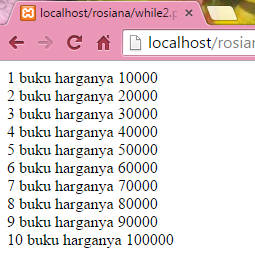 localhost/rosiana/while2.p
localhost/rosian
1 buku harganya 10000
2 buku harganya 20000
3 buku harganya 30000
4 buku harganya 40000
5 buku harganya 50000
6 buku harganya 60000
7 buku harganya 70000
8 buku harganya 80000
9 buku harganya 90000
10 buku harganya 100000